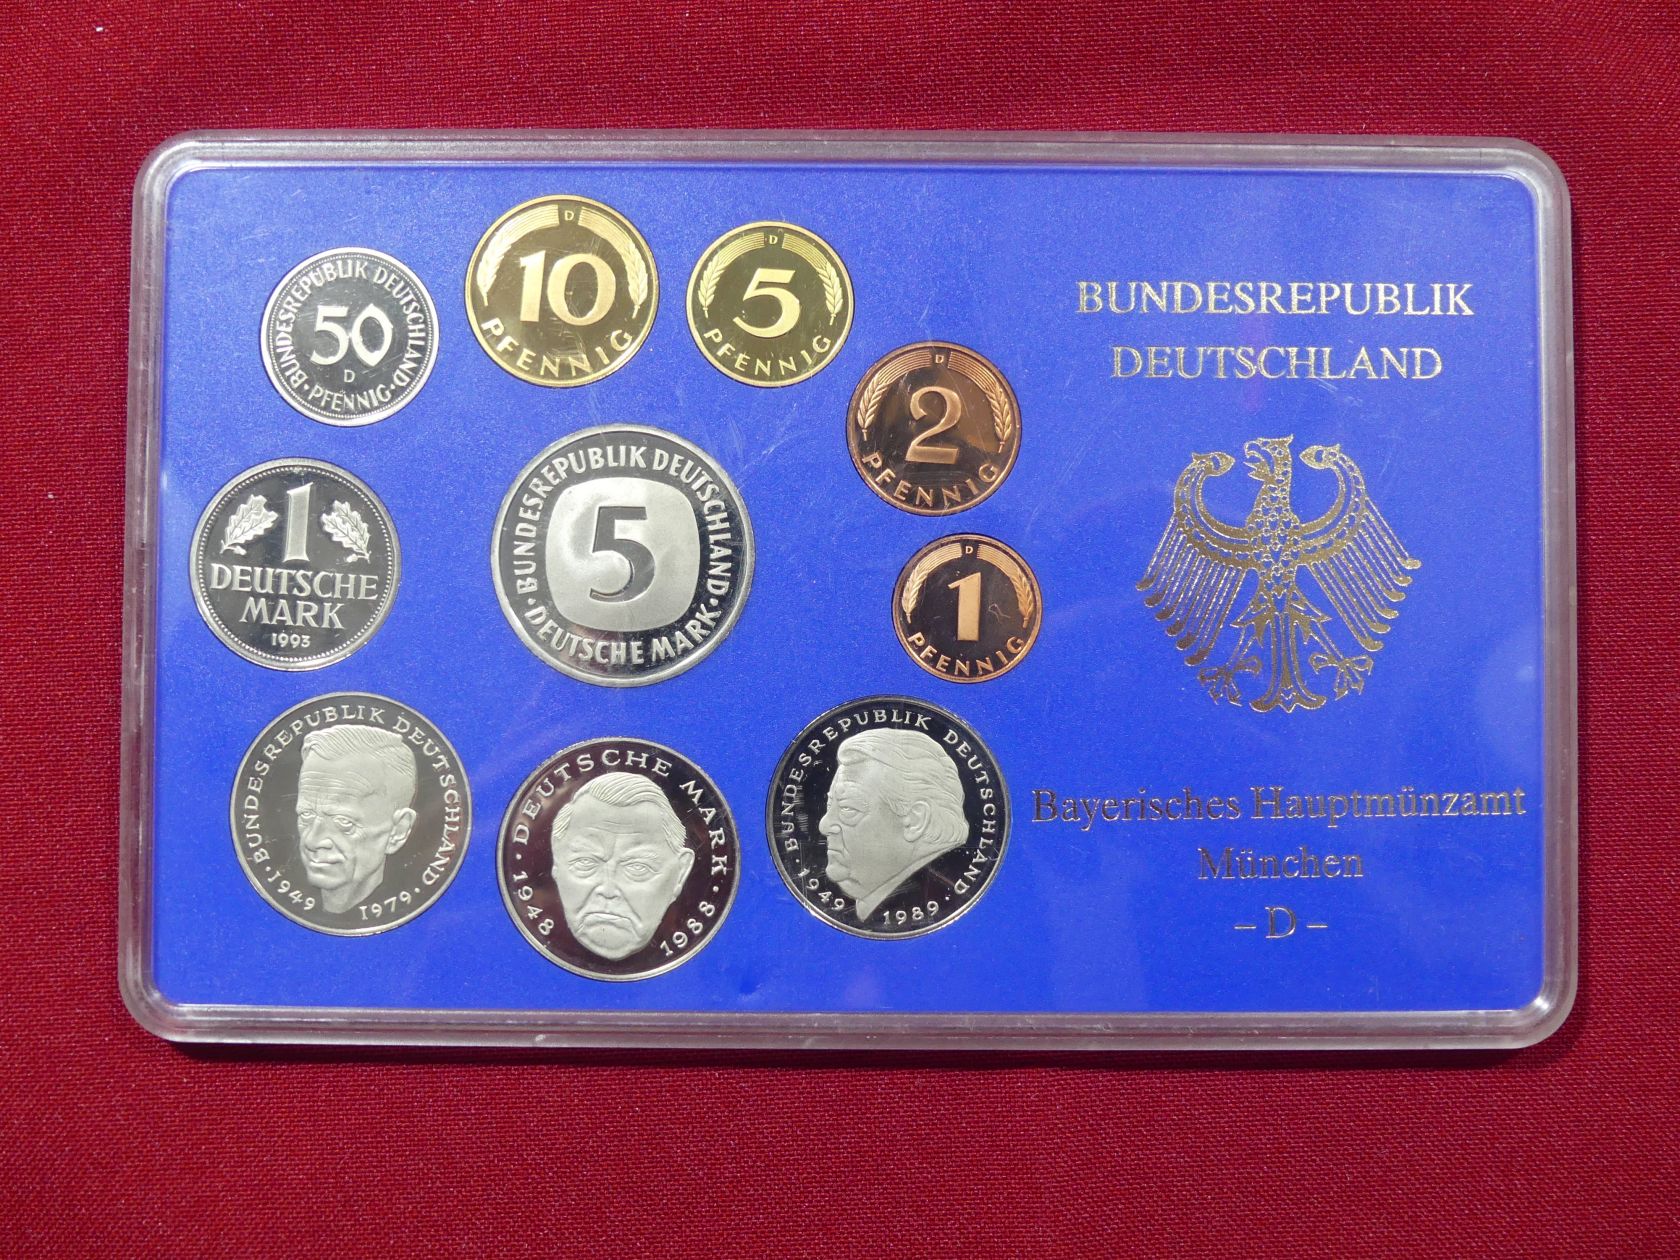 BUNDESREPUBLIK DEUTSCHLAND
50
D
PFENNIG
D
10
PFENNIG
D
5
PFENNIG
D
2
PFENNIG
1
DEUTSCHE
MARK
1993
BUNDESREPUBLIK DEUTSCHLAND
5
DEUTSCHE MARK
D
1
PFENNIG
BUNDESREPUBLIK DEUTSCHLAND
1949 1979
DEUTSCHE MARK
1948 1988
BUNDESREPUBLIK DEUTSCHLAND
1949 1989
BUNDESREPUBLIK
DEUTSCHLAND
Bayerisches Hauptmünzamt
München
– D –